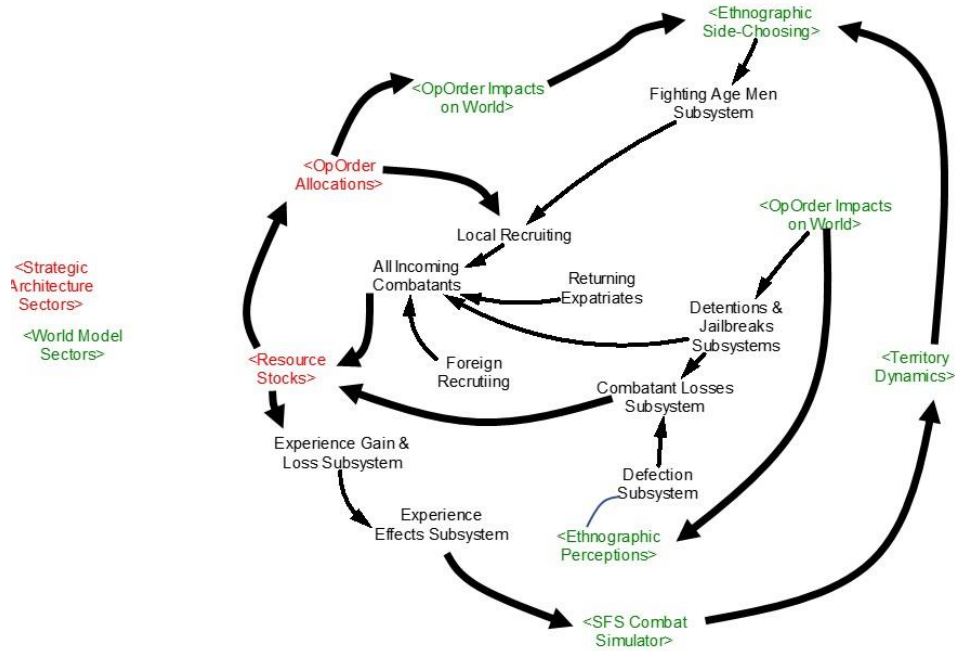 <Ethnographic
Side-Choosing>
<OpOrder Impacts
on World>
Fighting Age Men
Subsystem
<OpOrder
Allocations>
<OpOrder Impacts
on World>
Local Recruiting
<Strategic
Architecture
Sectors>
<World Model
Sectors>
All Incoming
Combatants
Returning
Expatriates
Detentions &
Jailbreaks
Subsystems
<Resource
Stocks>
Foreign
Recrutiing
Combatant Losses
Subsystem
<Territory
Dynamics>
Experience Gain &
Loss Subsystem
Defection
Subsystem
Experience
Effects Subsystem
<Ethnographic
Perceptions>
<SFS Combat
Simulator>